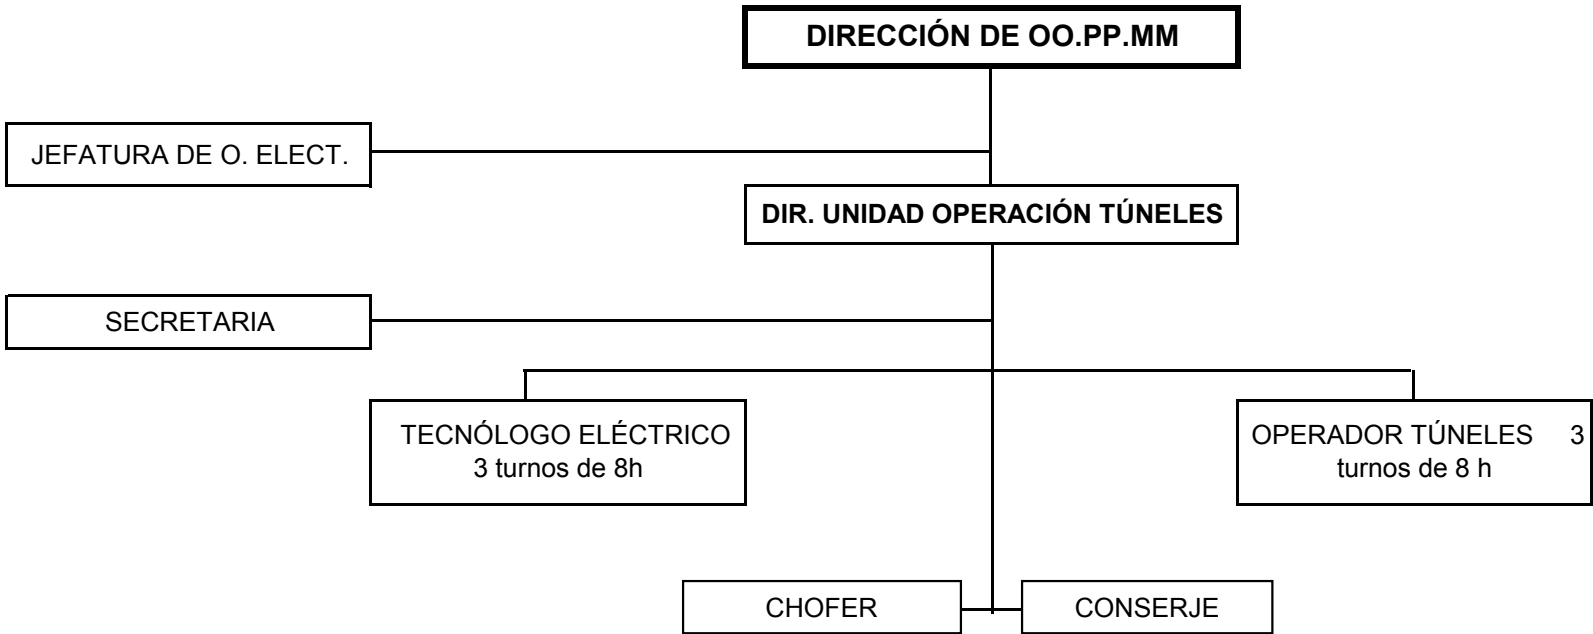 DIRECCIÓN DE OO.PP.MM
JEFATURA DE O. ELECT.
DIR. UNIDAD OPERACIÓN TÚNELES
SECRETARIA
TECNÓLOGO ELÉCTRICO
3 turnos de 8h
OPERADOR TÚNELES 3
turnos de 8 h
CHOFER
CONSERJE